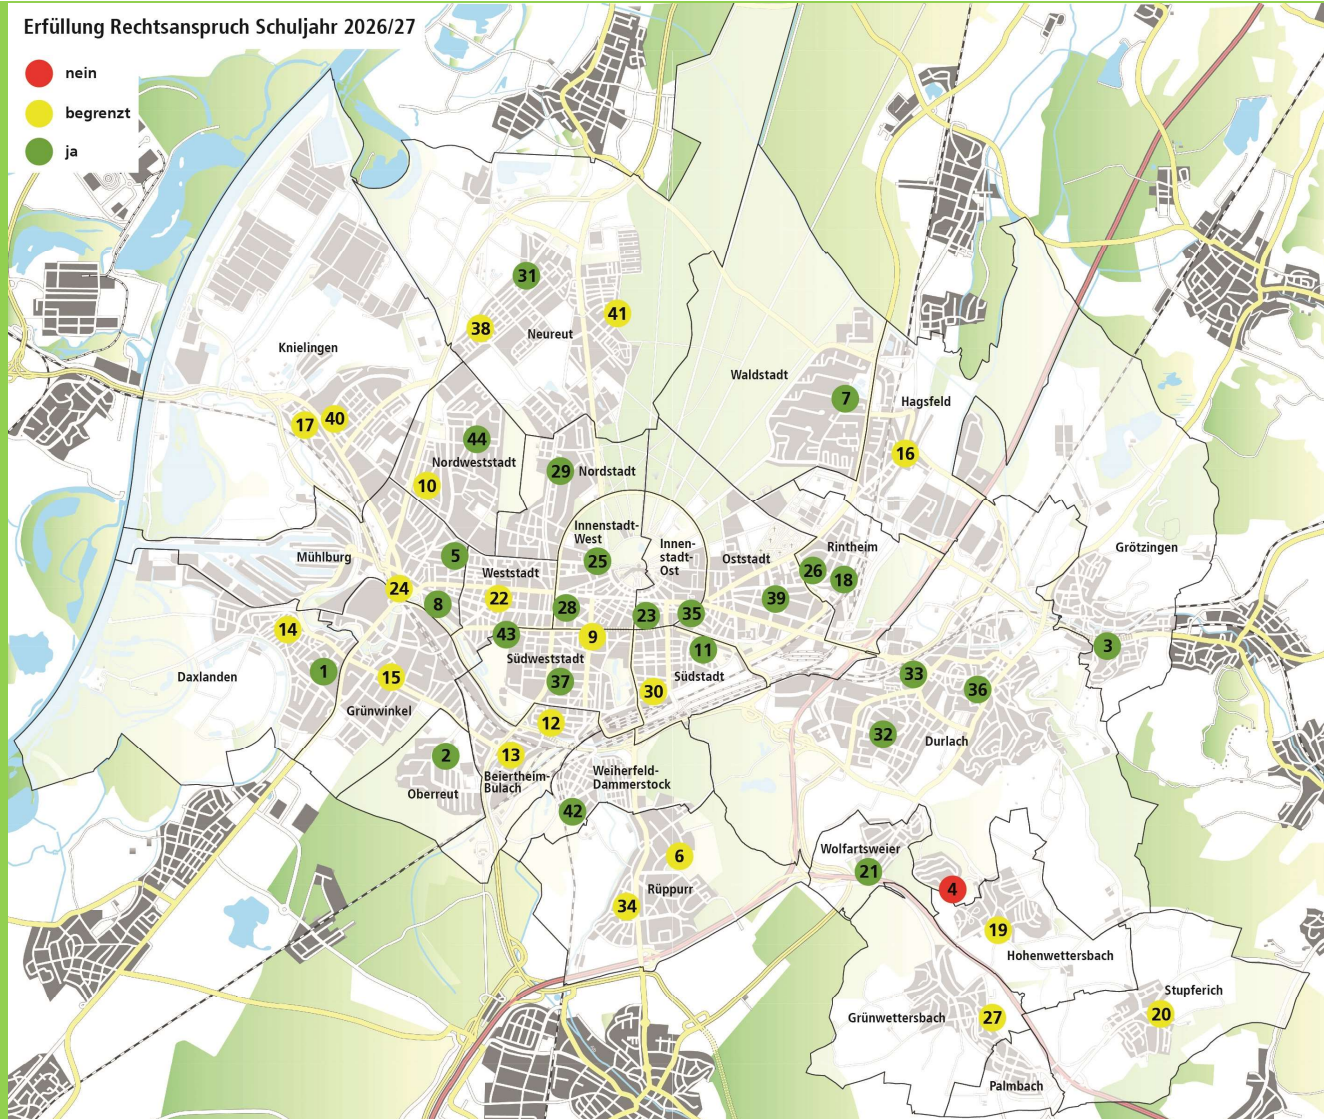 Erfüllung Rechtsanspruch Schuljahr 2026/27
nein
begrenzt
ja
31
38
41
Neureut
Knielingen
Waldstadt
7
Hagsfeld
17
40
44
16
Nordweststadt
29
Nordstadt
10
Innenstadt-
West
Innen-
stadt-
Ost
Oststadt
Rintheim
Grötzingen
Mühlburg
5
Weststadt
25
26
18
24
8
22
28
23
35
39
14
43
9
11
3
Südweststadt
Südstadt
Daxlanden
1
15
37
30
33
36
Grünwinkel
12
32
Durlach
2
13
Oberreut
Beiertheim-
Bulach
Weiherfeld-
Dammerstock
42
Wolfartsweier
6
21
4
Rüppurr
34
19
Hohenwettersbach
Stupferich
Grünwettersbach
27
20
Palmbach